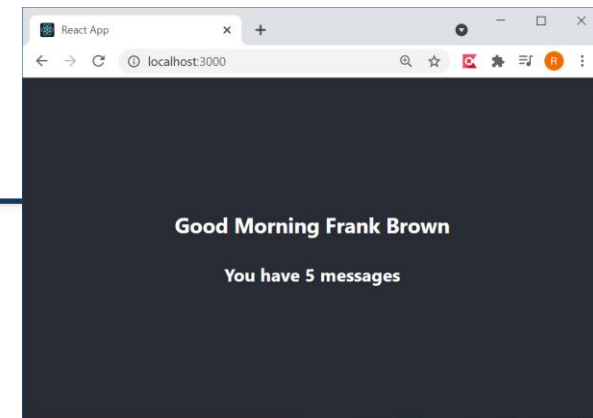 React App
localhost:3000
R
Good Morning Frank Brown
You have 5 messages